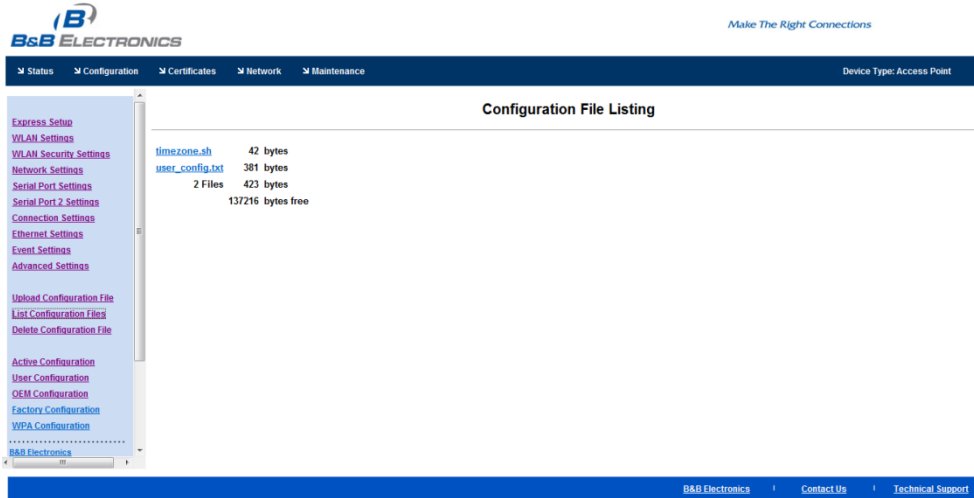 B&B ELECTRONICS
Make The Right Connections
Status Configuration Certificates Network Maintenance Device Type: Access Point
Express Setup
WLAN Settings
WLAN Security Settings
Network Settings
Serial Port Settings
Serial Port 2 Settings
Connection Settings
Ethernet Settings
Event Settings
Advanced Settings
Upload Configuration File
List Configuration Files
Delete Configuration File
Active Configuration
User Configuration
OEM Configuration
Factory Configuration
WPA Configuration
B&B Electronics
Configuration File Listing
timezone.sh 42 bytes
user_config.txt 381 bytes
2 Files 423 bytes
137216 bytes free
B&B Electronics | Contact Us | Technical Support